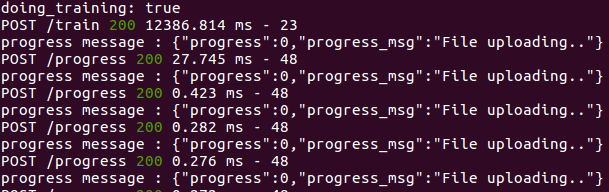 doing_training: true
POST /train 200 12386.814 ms - 23
progress message : {"progress":0,"progress_msg":"File uploading.."}
POST /progress 200 27.745 ms - 48
progress message : {"progress":0,"progress_msg":"File uploading.."}
POST /progress 200 0.423 ms - 48
progress message : {"progress":0,"progress_msg":"File uploading.."}
POST /progress 200 0.282 ms - 48
progress message : {"progress":0,"progress_msg":"File uploading.."}
POST /progress 200 0.276 ms - 48
progress message : {"progress":0,"progress_msg":"File uploading.."}